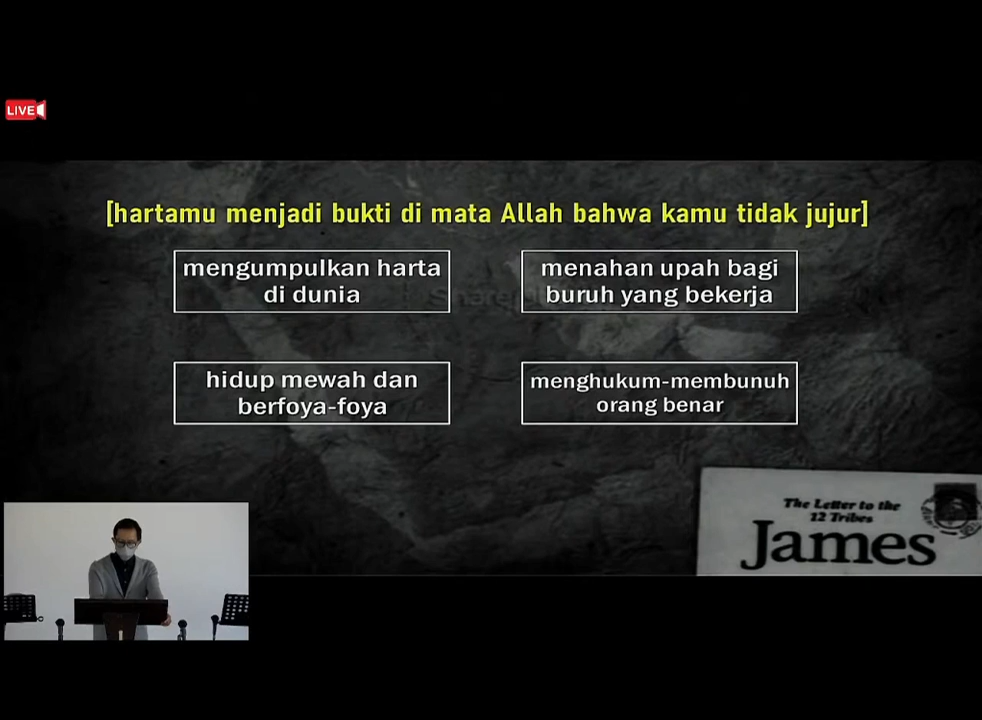 LIVE
[hartamu menjadi bukti di mata Allah bahwa kamu tidak jujur]
mengumpulkan harta
di dunia
menahan upah bagi
buruh yang bekerja
hidup mewah dan
berfoya-foya
menghukum-membunuh
orang benar
The Letter to the
12 Tribes
James